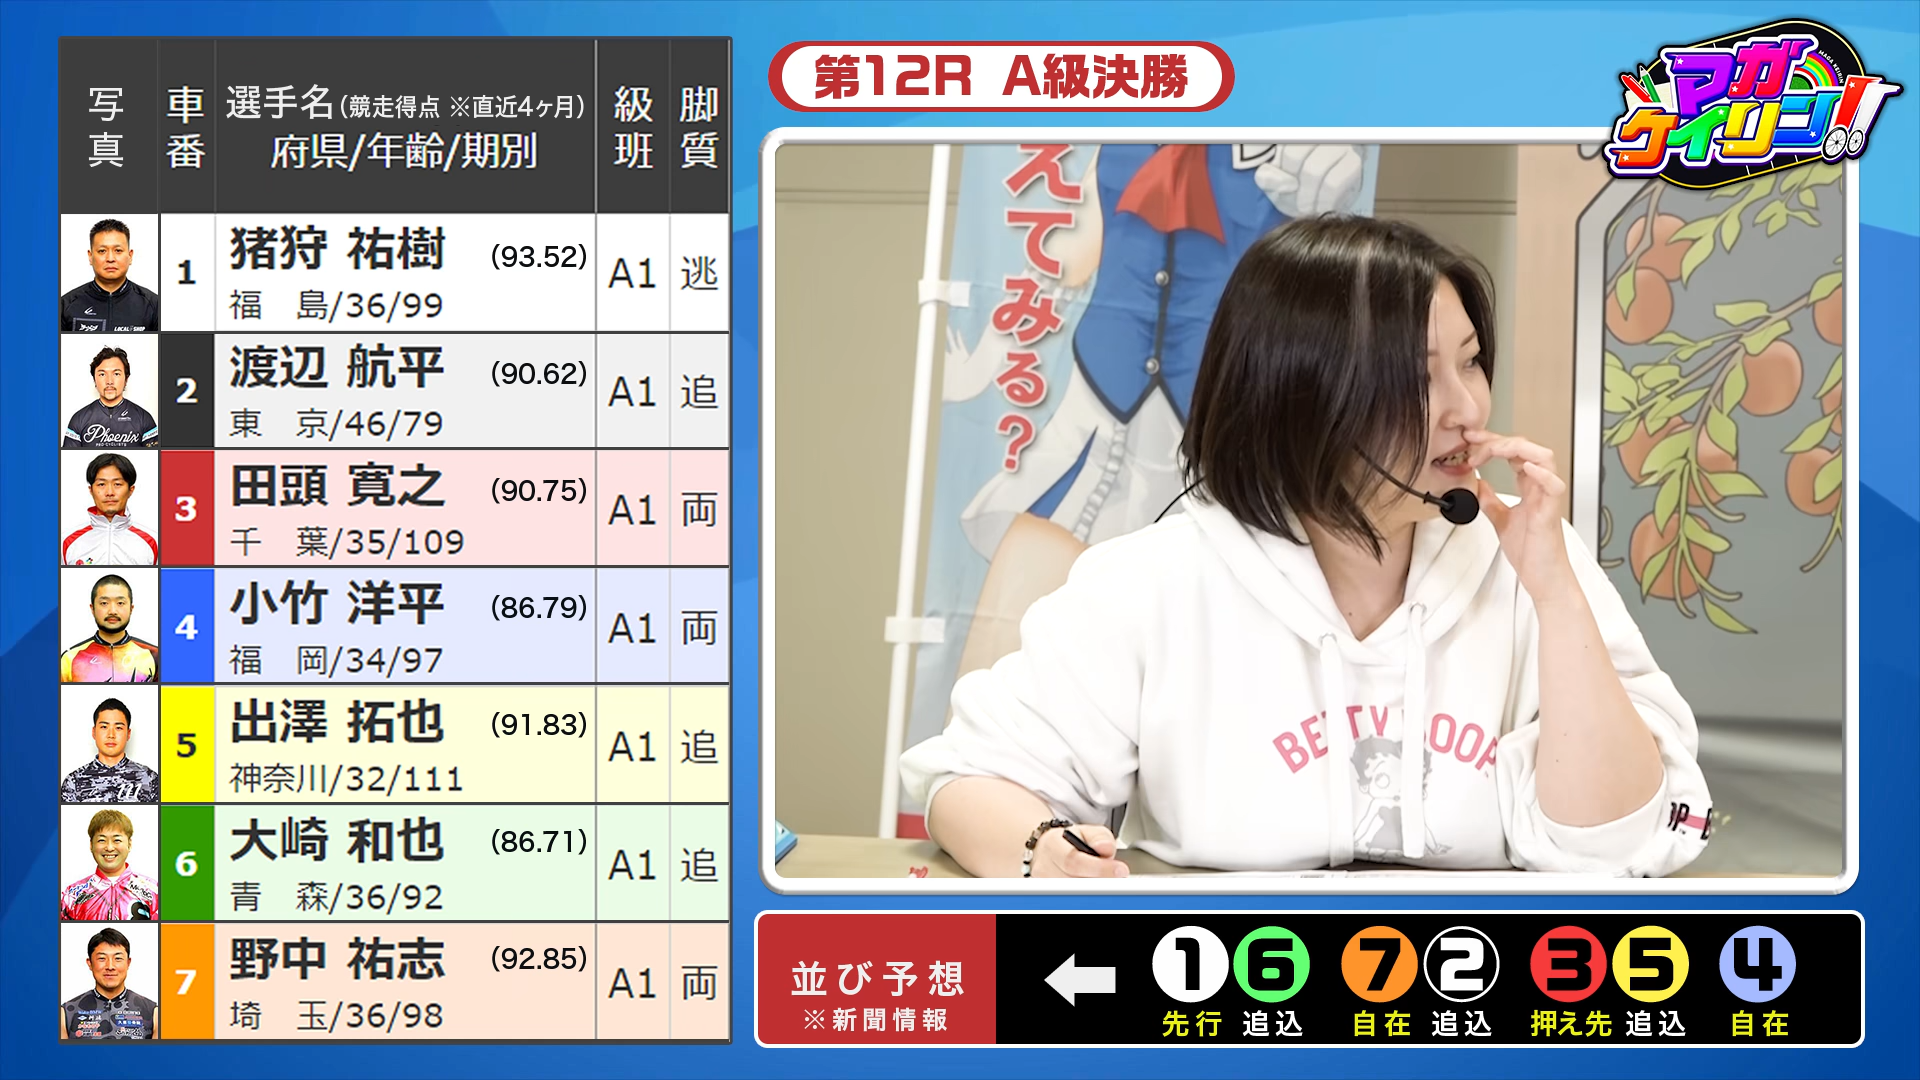 写真
車番
選手名(競走得点 ※直近4ヶ月)
府県/年齢/期別
級班
脚質
1
猪狩 祐樹 (93.52)
福 島/36/99
A1
逃
2
渡辺 航平 (90.62)
東 京/46/79
A1
追
Phoenix
3
田頭 寛之 (90.75)
千 葉/35/109
A1
両
4
小竹 洋平 (86.79)
福 岡/34/97
A1
両
5
出澤 拓也 (91.83)
神奈川/32/111
A1
追
6
大崎 和也 (86.71)
青 森/36/92
A1
追
7
野中 祐志 (92.85)
埼 玉/36/98
A1
両
第12R A級決勝
マガケイリン!!
MAGA KEIRIN
えてみる?
BETTY BOOP
並び予想
※新聞情報
1 6 7 2 3 5 4
先行 追込 自在 追込 押え先 追込 自在